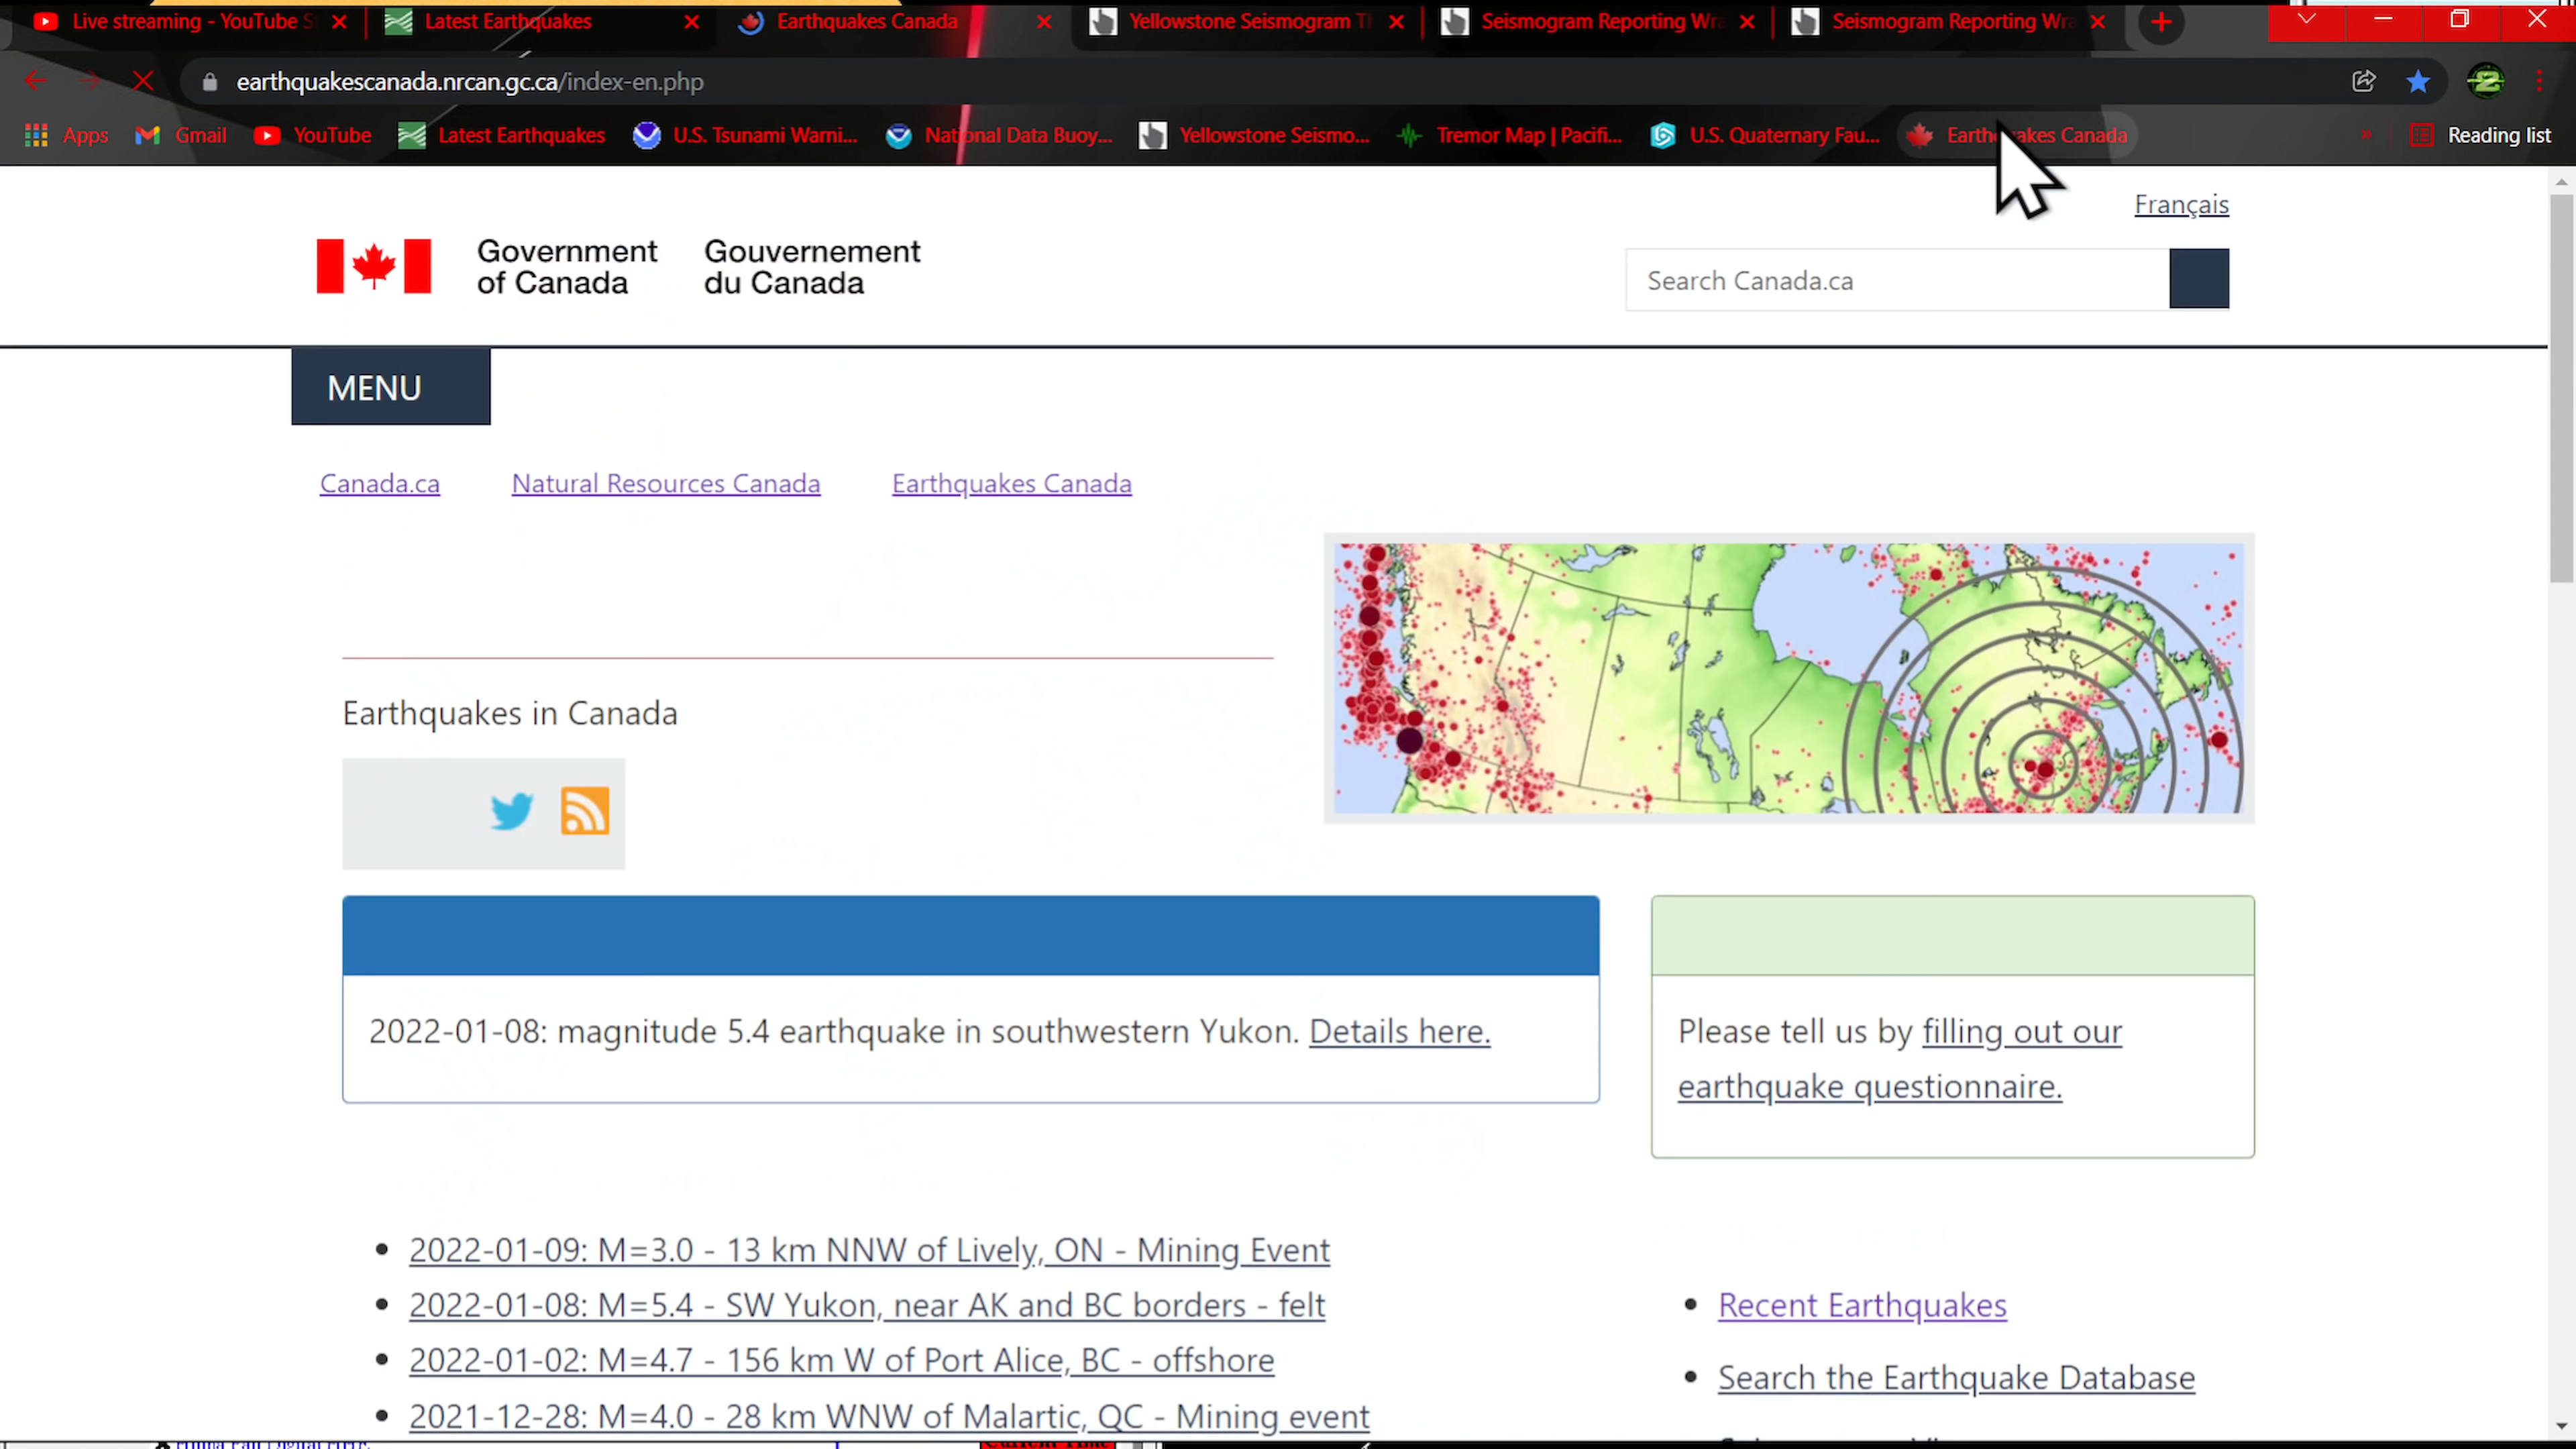 Live streaming - YouTube S
Latest Earthquakes
Earthquakes Canada
Yellowstone Seismogram T
Seismogram Reporting Wra
Seismogram Reporting Wra
earthquakescanada.nrcan.gc.ca/index-en.php
Apps
Gmail
YouTube
Latest Earthquakes
U.S. Tsunami Warni...
National Data Buoy...
Yellowstone Seismo...
Tremor Map | Pacifi...
U.S. Quaternary Fau...
Earthquakes Canada
Reading list
Français
Government of Canada
Gouvernement du Canada
Search Canada.ca
MENU
Canada.ca
Natural Resources Canada
Earthquakes Canada
Earthquakes in Canada
2022-01-08: magnitude 5.4 earthquake in southwestern Yukon. Details here.
Please tell us by filling out our
earthquake questionnaire.
2022-01-09: M=3.0 - 13 km NNW of Lively, ON - Mining Event
2022-01-08: M=5.4 - SW Yukon, near AK and BC borders - felt
2022-01-02: M=4.7 - 156 km W of Port Alice, BC - offshore
2021-12-28: M=4.0 - 28 km WNW of Malartic, QC - Mining event
Recent Earthquakes
Search the Earthquake Database